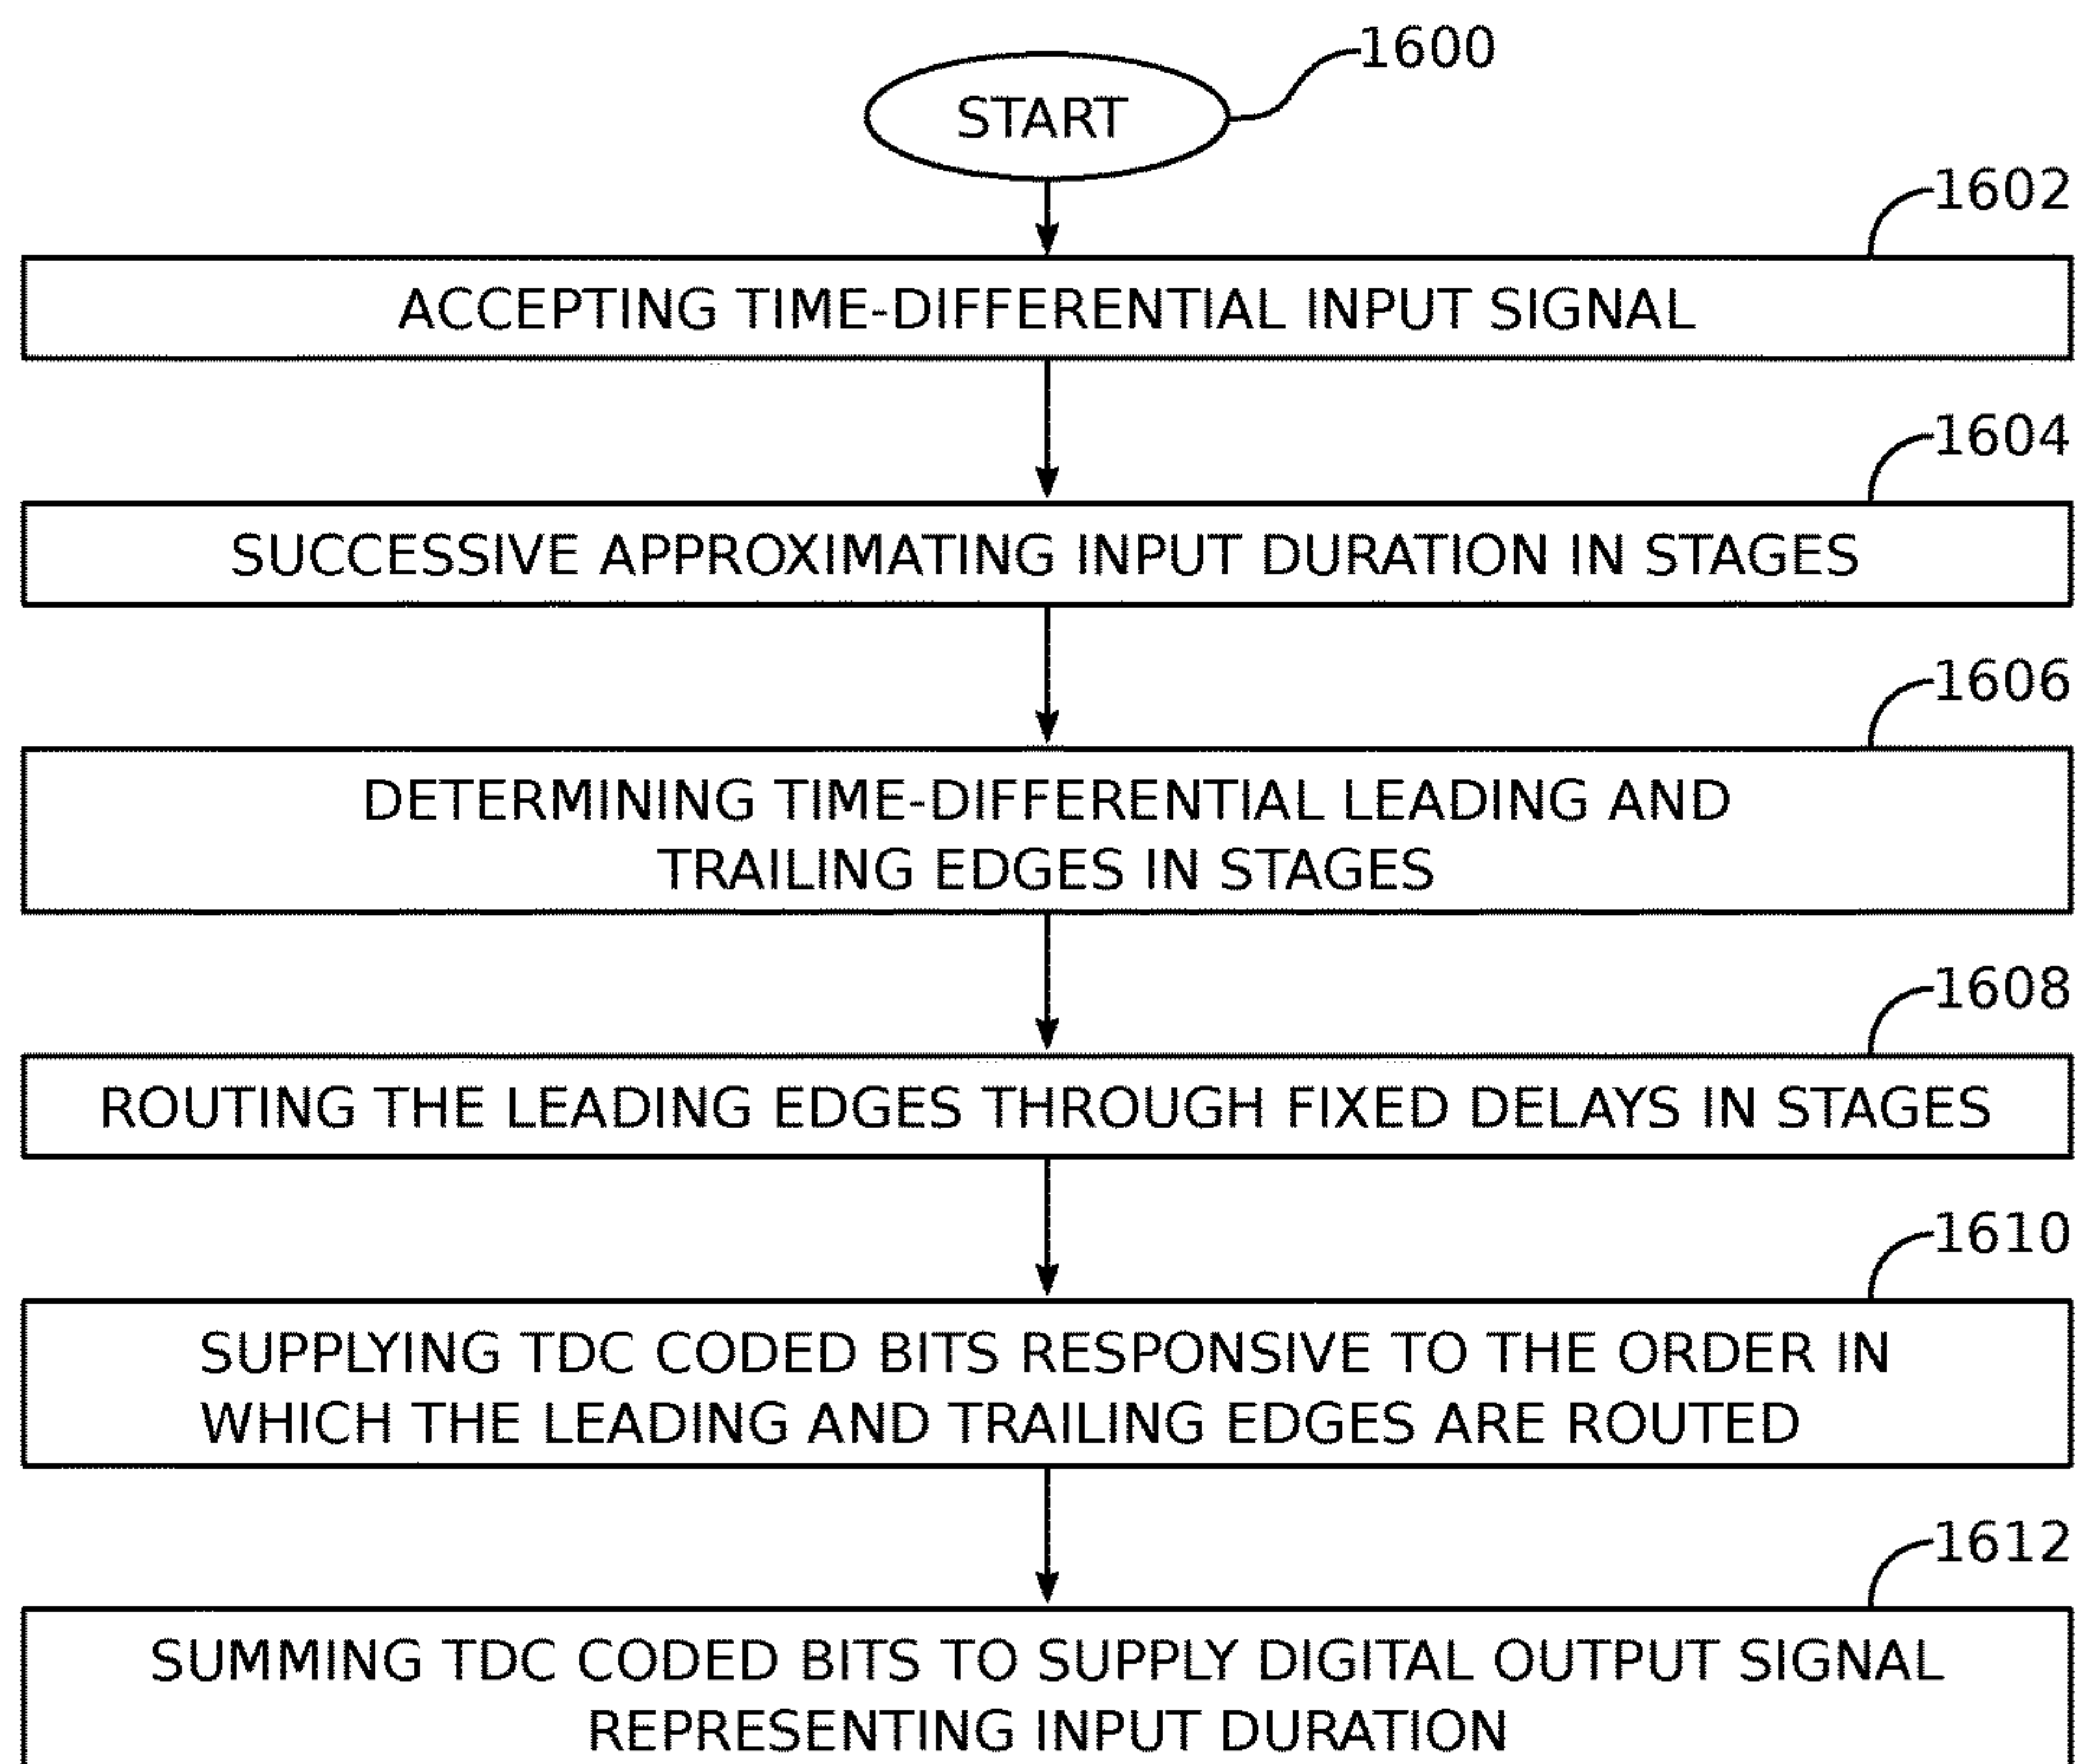 1600
START
1602
ACCEPTING TIME-DIFFERENTIAL INPUT SIGNAL
1604
SUCCESSIVE APPROXIMATING INPUT DURATION IN STAGES
1606
DETERMINING TIME-DIFFERENTIAL LEADING AND
TRAILING EDGES IN STAGES
1608
ROUTING THE LEADING EDGES THROUGH FIXED DELAYS IN STAGES
1610
SUPPLYING TDC CODED BITS RESPONSIVE TO THE ORDER IN
WHICH THE LEADING AND TRAILING EDGES ARE ROUTED
1612
SUMMING TDC CODED BITS TO SUPPLY DIGITAL OUTPUT SIGNAL
REPRESENTING INPUT DURATION